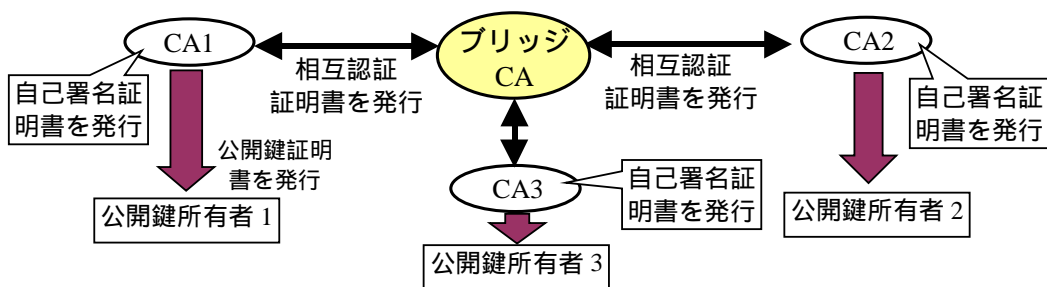 CA1
ブリッジ
CA
CA2
自己署名証
明書を発行
相互認証
証明書を発行
相互認証
証明書を発行
自己署名証
明書を発行
公開鍵証明
書を発行
CA3
自己署名証
明書を発行
公開鍵所有者 1
公開鍵所有者 2
公開鍵所有者 3